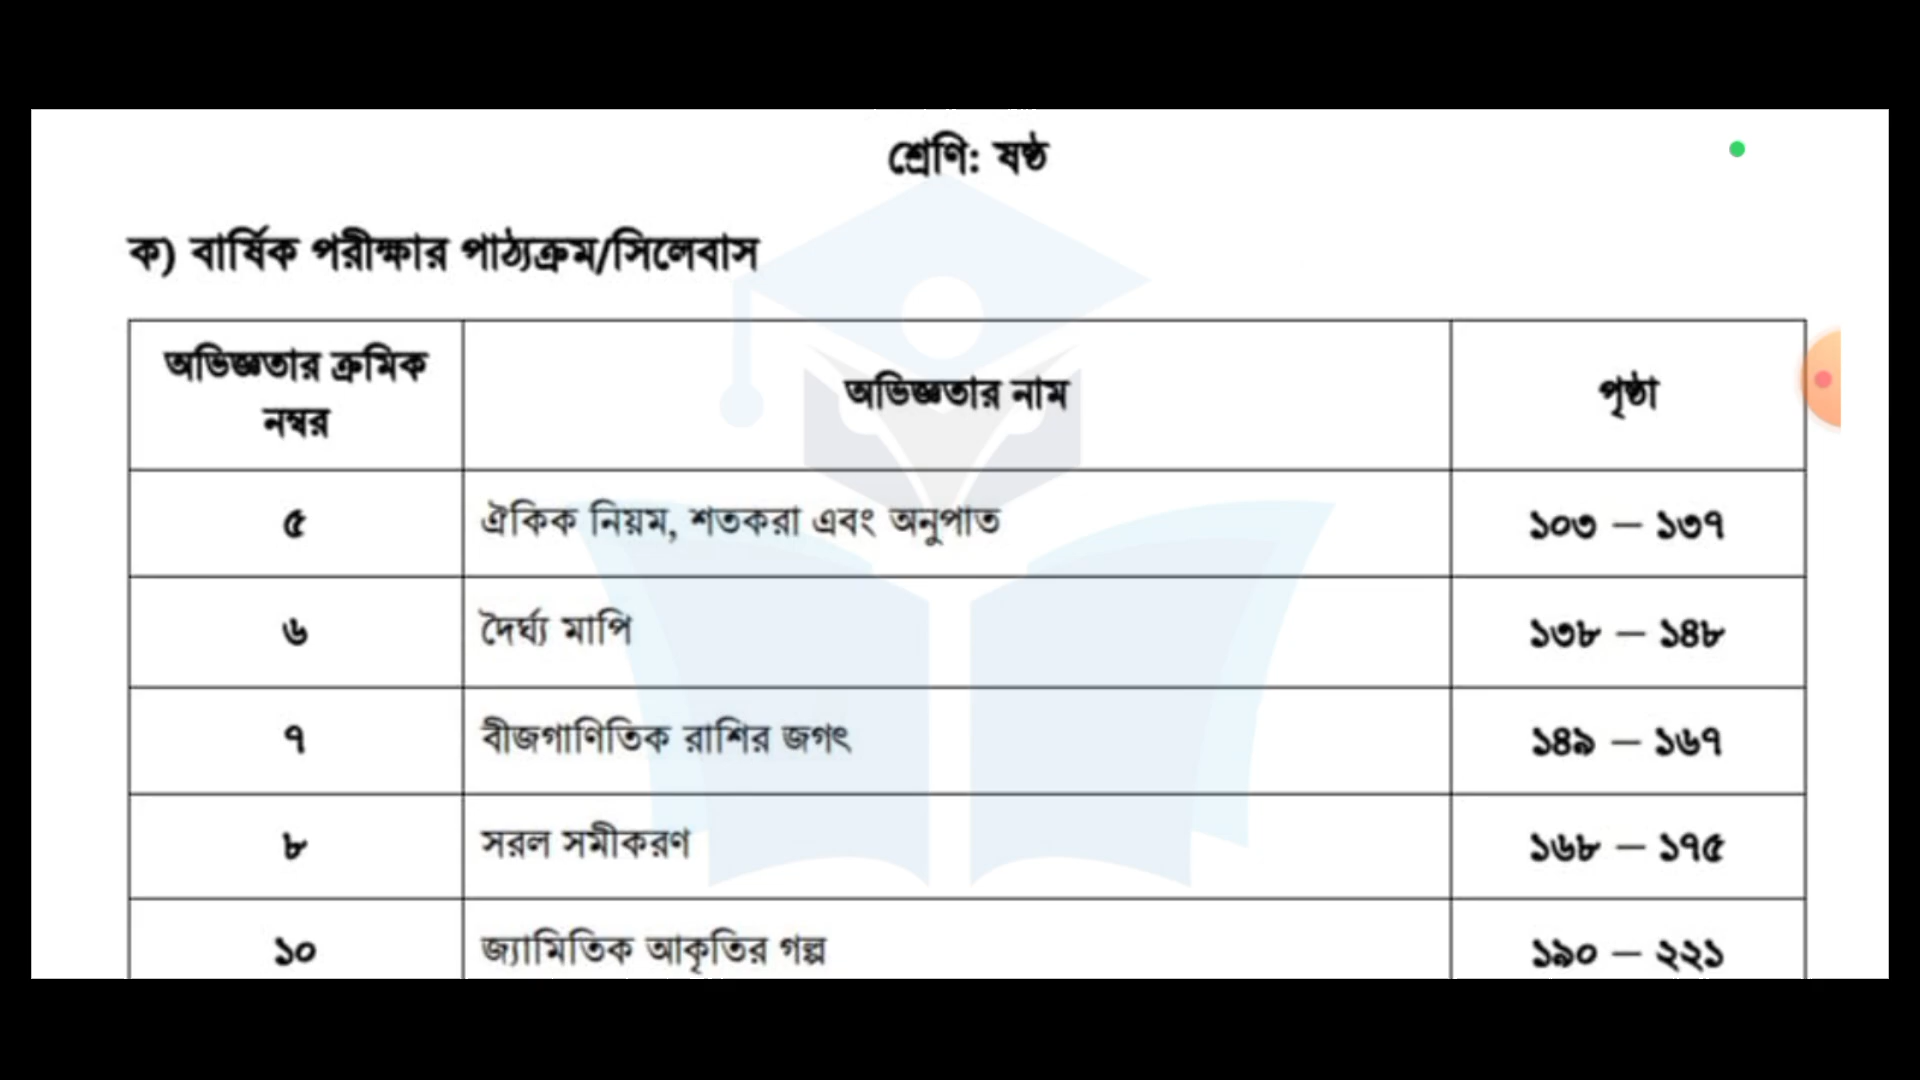 শ্রেণি: ষষ্ঠ
ক) বার্ষিক পরীক্ষার পাঠ্যক্রম/সিলেবাস
অভিজ্ঞতার ক্রমিক নম্বর অভিজ্ঞতার নাম পৃষ্ঠা
৫ ঐকিক নিয়ম, শতকরা এবং অনুপাত ১০৩ – ১৩৭
৬ দৈর্ঘ্য মাপি ১৩৮ – ১৪৮
৭ বীজগাণিতিক রাশির জগৎ ১৪৯ – ১৬৭
৮ সরল সমীকরণ ১৬৮ – ১৭৫
১০ জ্যামিতিক আকৃতির গল্প ১৯০ – ২২১